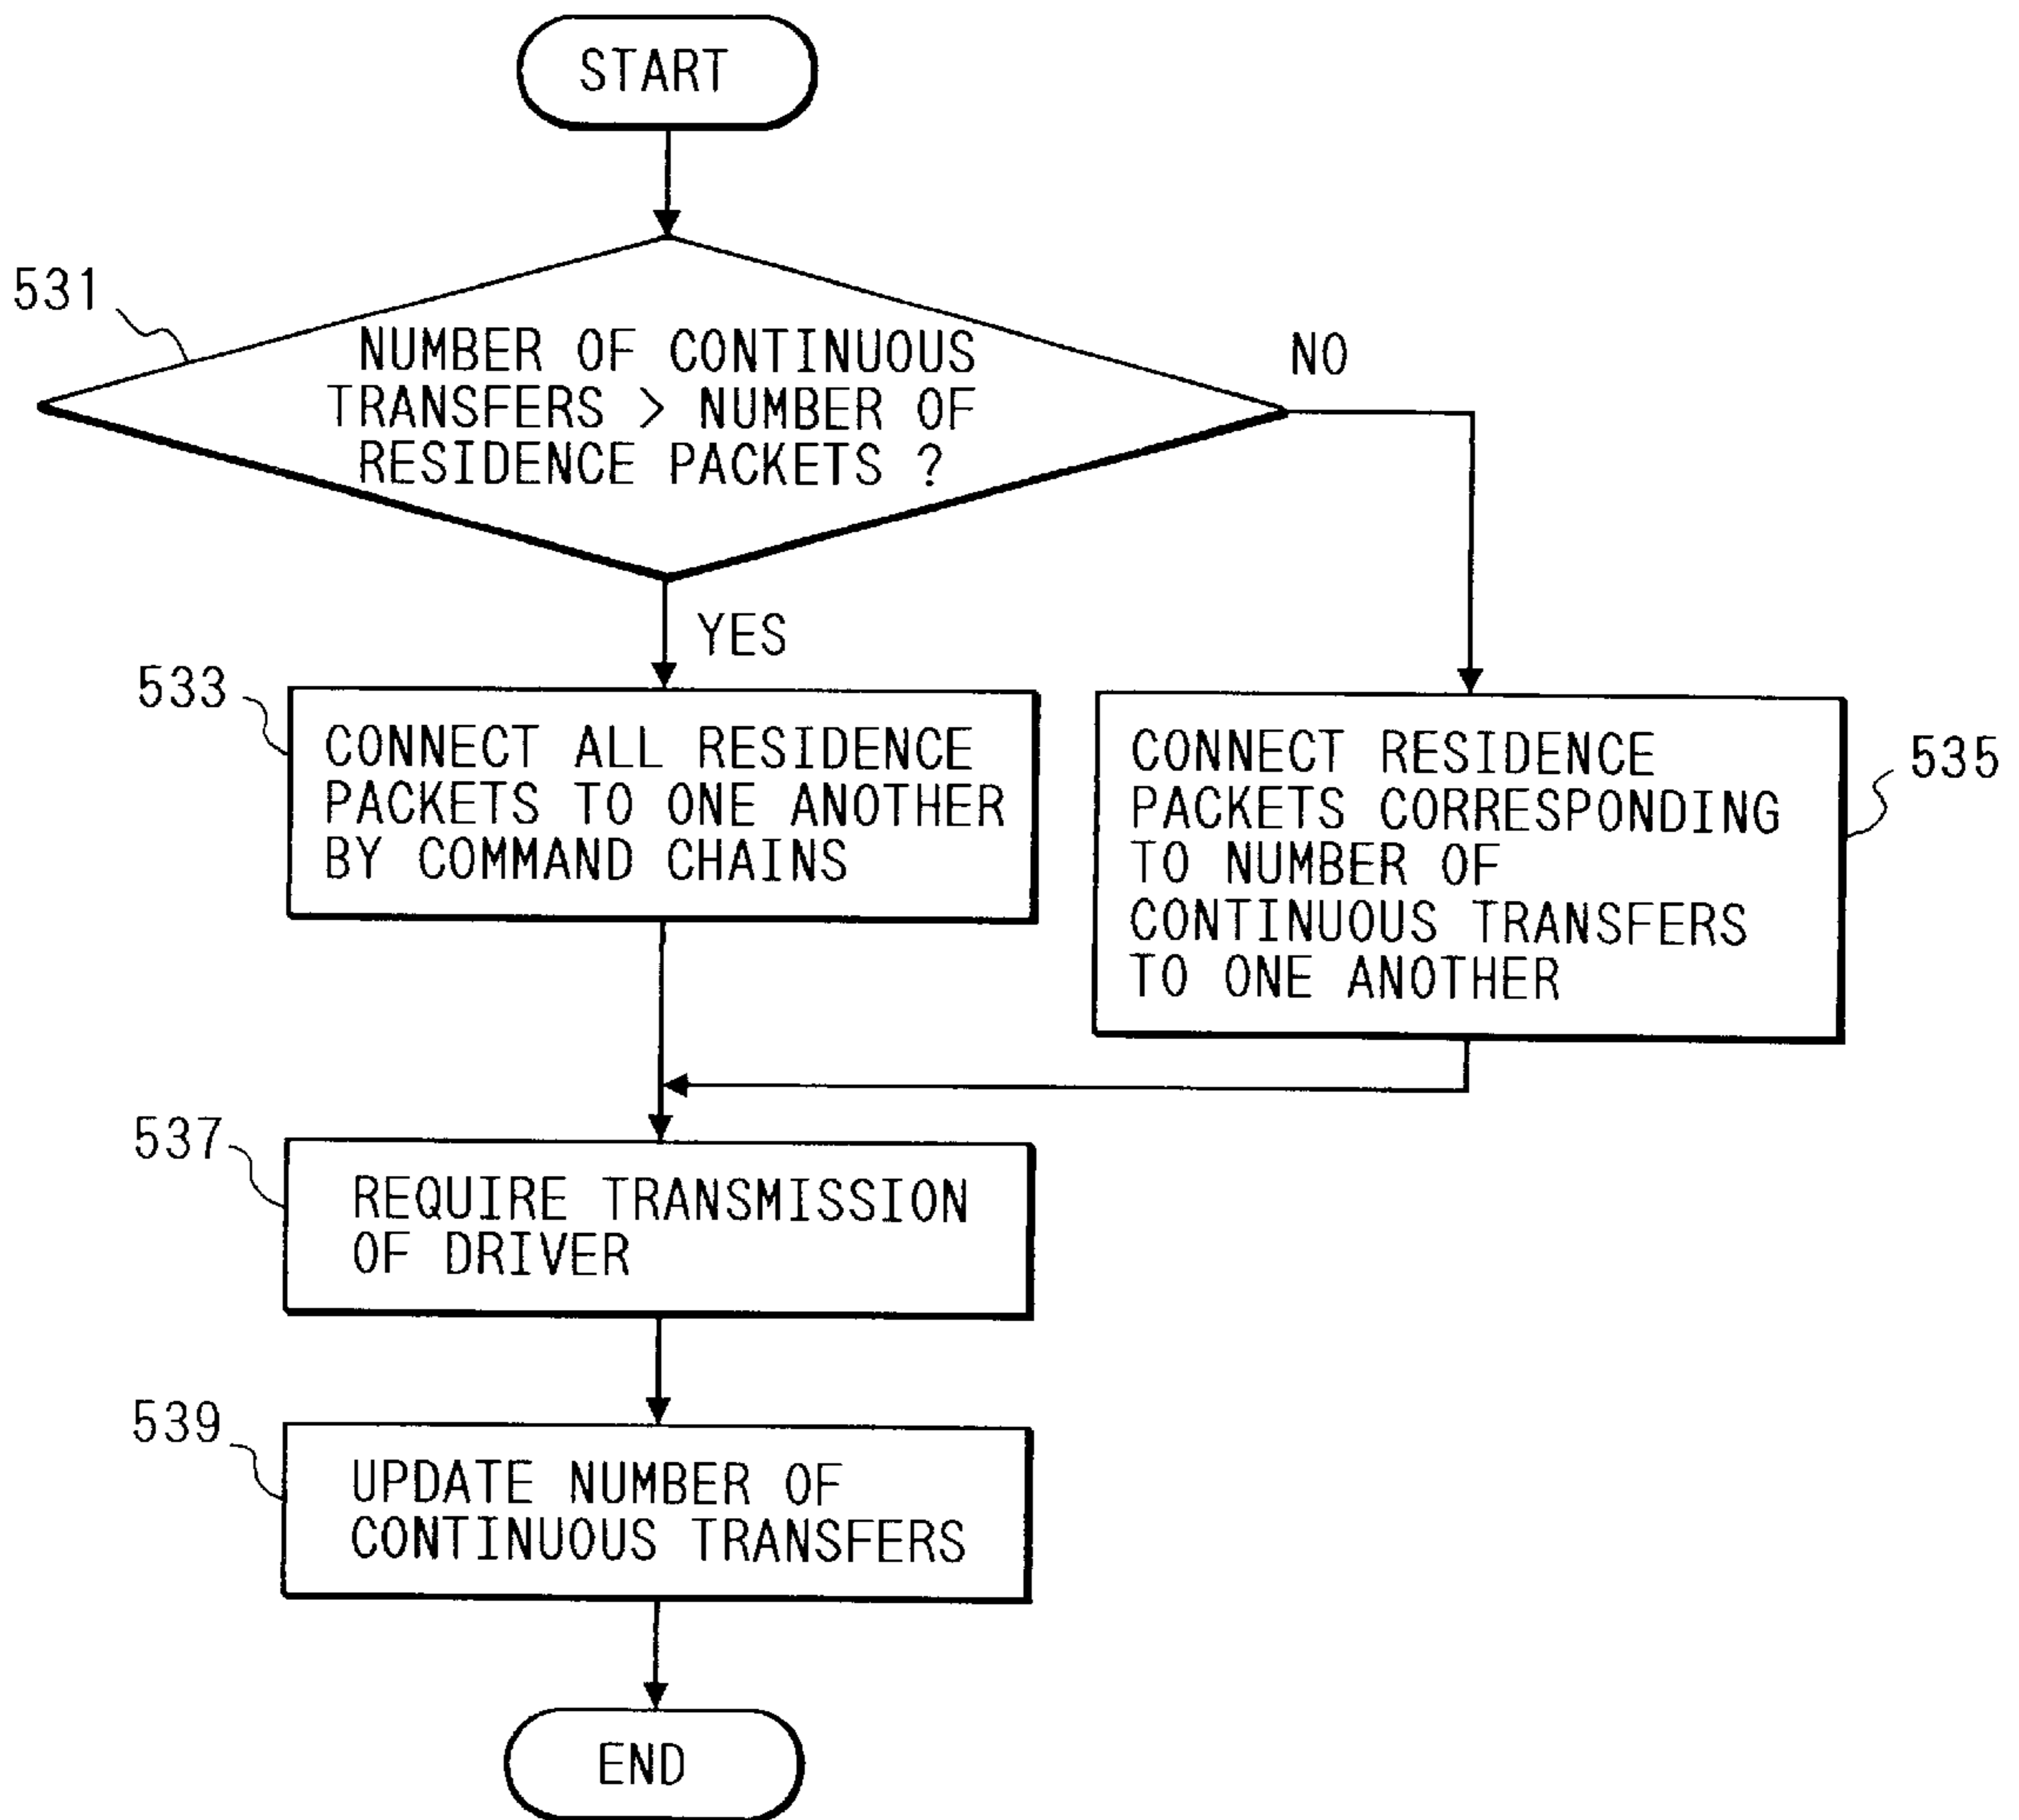 START
531
NUMBER OF CONTINUOUS
TRANSFERS > NUMBER OF
RESIDENCE PACKETS ?
NO
YES
533
CONNECT ALL RESIDENCE
PACKETS TO ONE ANOTHER
BY COMMAND CHAINS
535
CONNECT RESIDENCE
PACKETS CORRESPONDING
TO NUMBER OF
CONTINUOUS TRANSFERS
TO ONE ANOTHER
537
REQUIRE TRANSMISSION
OF DRIVER
539
UPDATE NUMBER OF
CONTINUOUS TRANSFERS
END